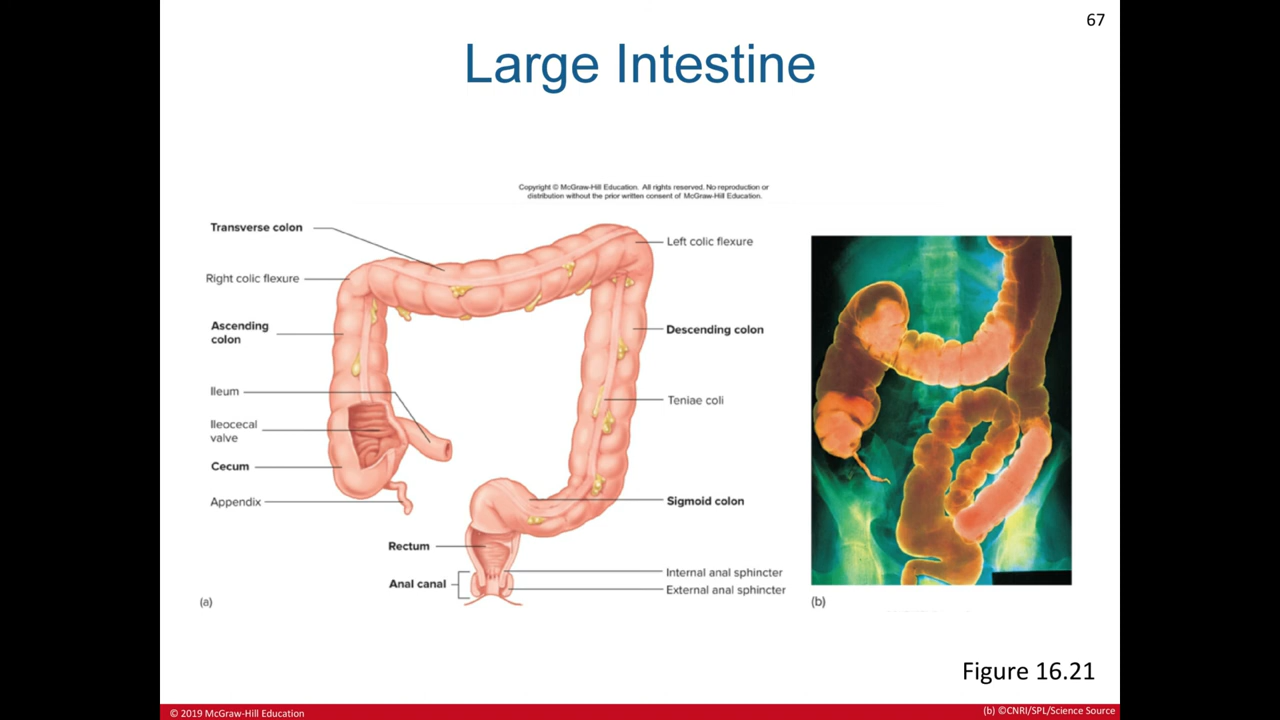 67
Large Intestine
Copyright © McGraw-Hill Education. All rights reserved. No reproduction or
distribution without the prior written consent of McGraw-Hill Education.
Transverse colon
Left colic flexure
Right colic flexure
Ascending
colon
Descending colon
Ileum
Teniae coli
Ileocecal
valve
Cecum
Appendix
Sigmoid colon
Rectum
Internal anal sphincter
Anal canal
External anal sphincter
(a)
(b)
Figure 16.21
© 2019 McGraw-Hill Education
(b) ©CNRI/SPL/Science Source